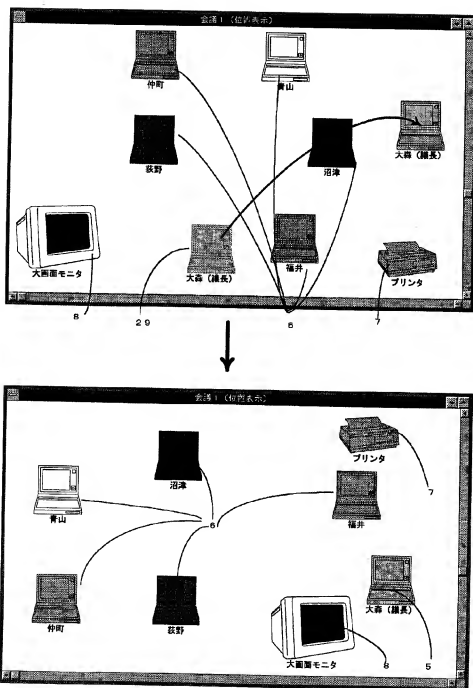 会議1（位置表示）
仲町
青山
荻野
沼津
大森（議長）
大画面モニタ
大森（議長）
福井
プリンタ
8
29
6
7
会議1（位置表示）
プリンタ
沼津
7
青山
6
福井
仲町
荻野
大森（議長）
大画面モニタ
8
5